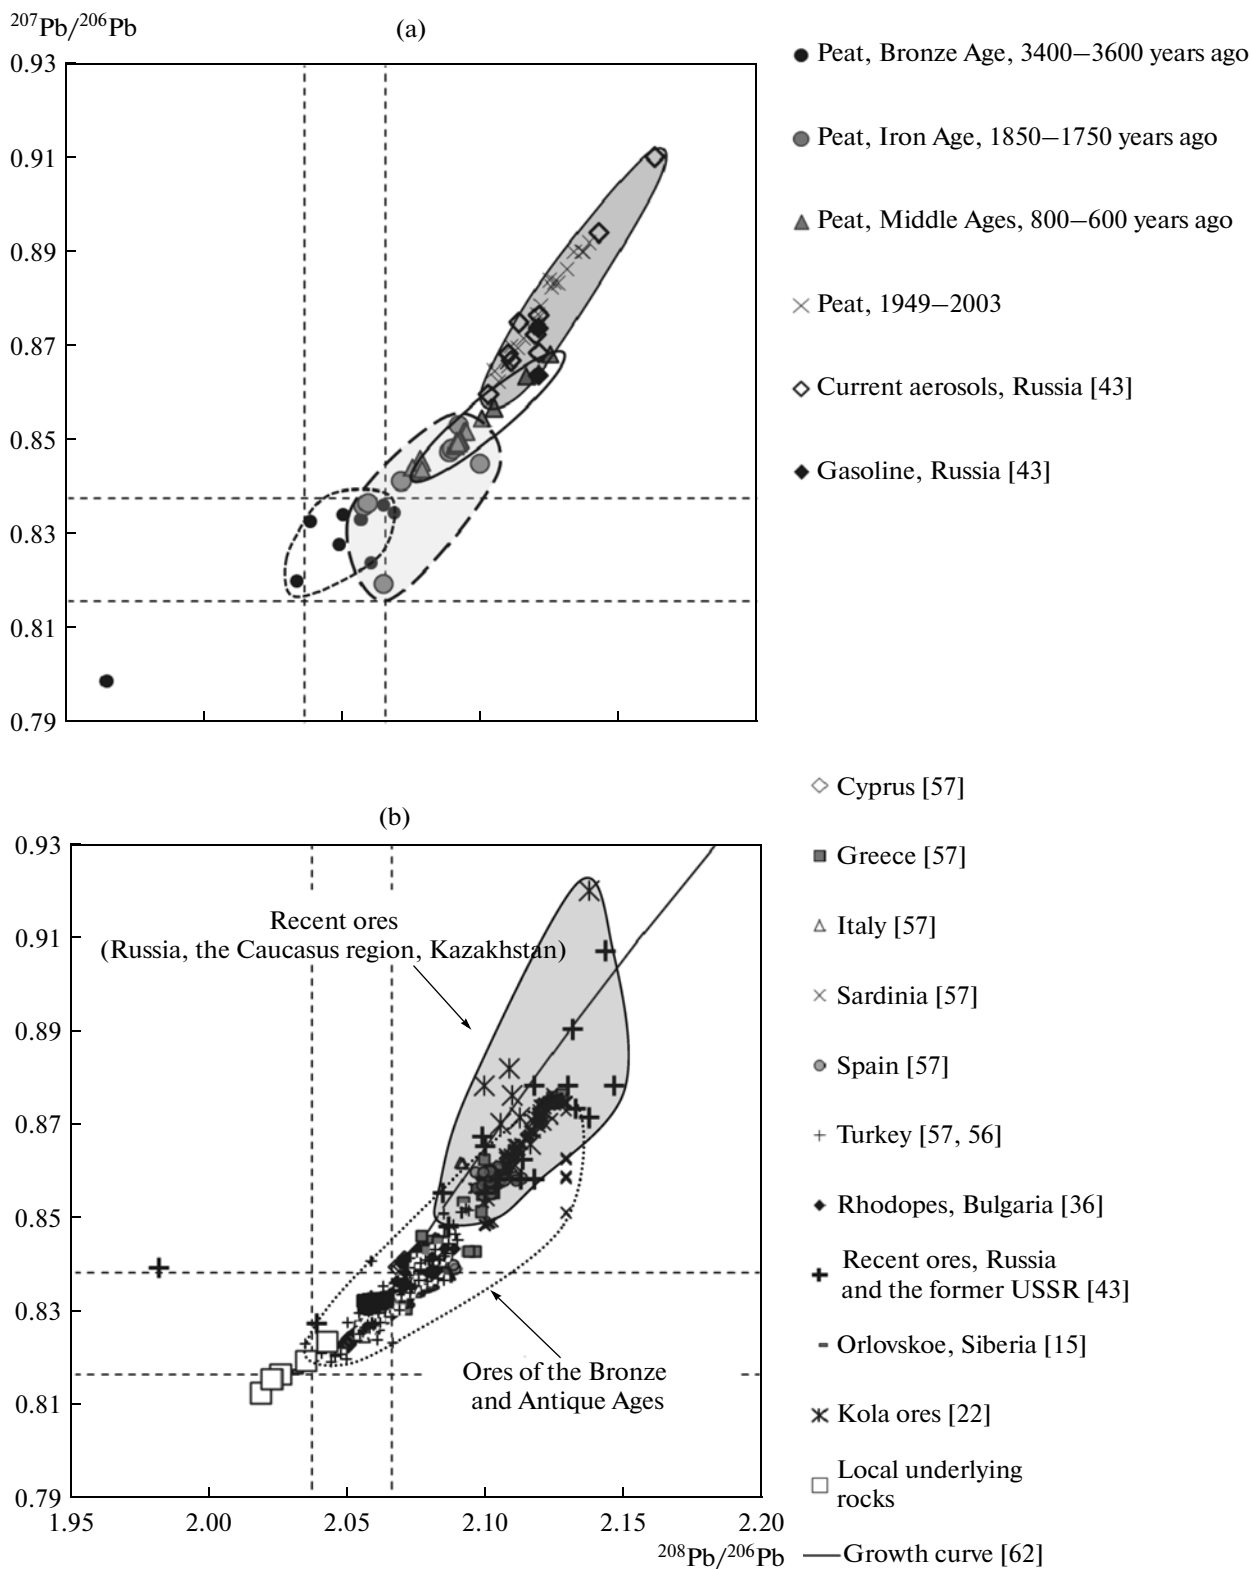 ²⁰⁷Pb/²⁰⁶Pb
(a)
0.93
0.91
0.89
0.87
0.85
0.83
0.81
0.79
Peat, Bronze Age, 3400–3600 years ago
Peat, Iron Age, 1850–1750 years ago
Peat, Middle Ages, 800–600 years ago
Peat, 1949–2003
Current aerosols, Russia [43]
Gasoline, Russia [43]
(b)
0.93
0.91
0.89
0.87
0.85
0.83
0.81
0.79
Recent ores
(Russia, the Caucasus region, Kazakhstan)
Ores of the Bronze
and Antique Ages
1.95
2.00
2.05
2.10
2.15
2.20
²⁰⁸Pb/²⁰⁶Pb
Cyprus [57]
Greece [57]
Italy [57]
Sardinia [57]
Spain [57]
Turkey [57, 56]
Rhodopes, Bulgaria [36]
Recent ores, Russia
and the former USSR [43]
Orlovskoe, Siberia [15]
Kola ores [22]
Local underlying
rocks
Growth curve [62]